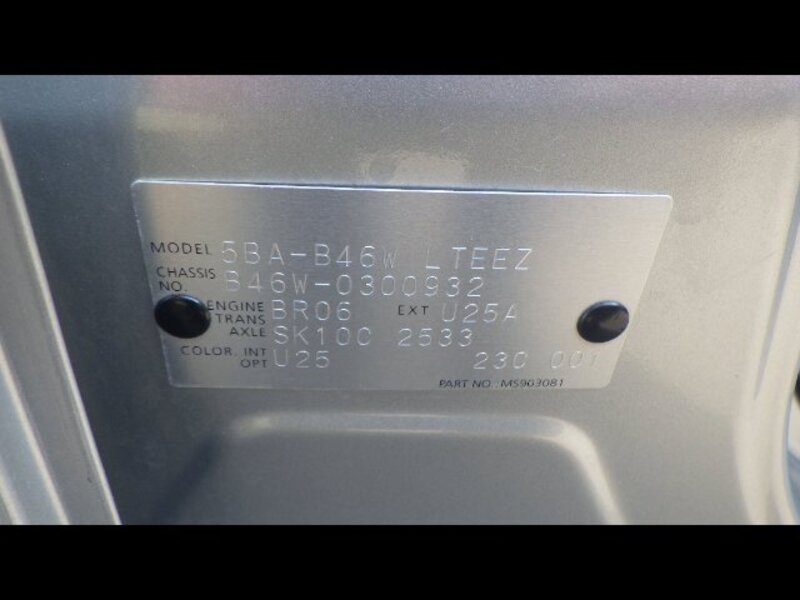 MODEL 5BA-B46W LTEEZ
CHASSIS NO. B46W-0300932
ENGINE BR06 EXT U25A
TRANS AXLE SK10C 2533
COLOR, INT OPT U25 230 001
PART NO.: MS903081